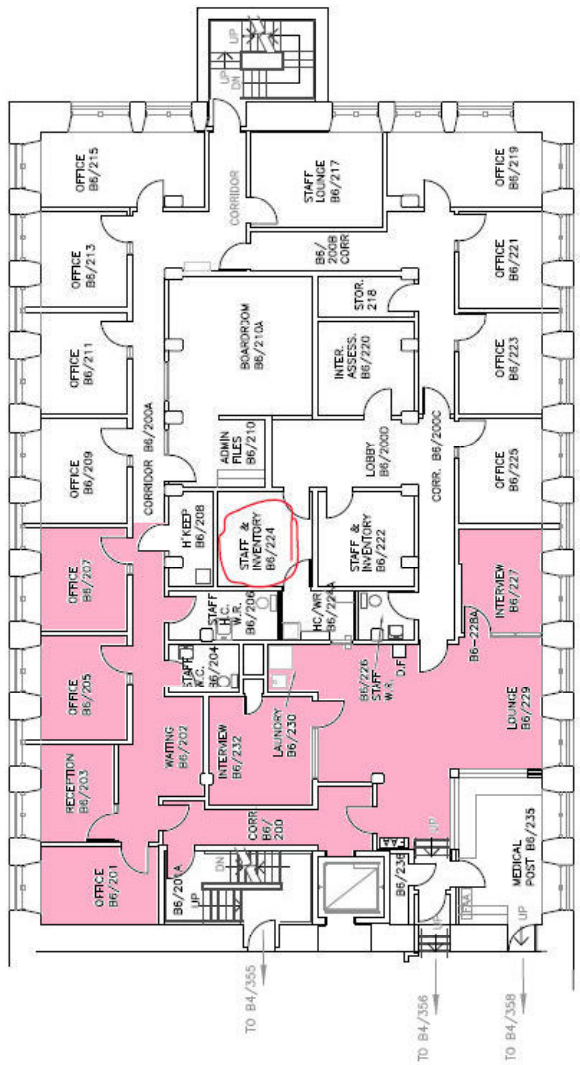 UP
UP
DN
OFFICE
B6/215
CORRIDOR
STAFF
LOUNGE
B6/217
OFFICE
B6/219
OFFICE
B6/213
B6/
200B
CORR
OFFICE
B6/221
STOR.
218
OFFICE
B6/211
BOARDROOM
B6/210A
INTER.
ASSESS.
B6/220
OFFICE
B6/223
OFFICE
B6/209
CORRIDOR B6/200A
ADMIN
FILES
B6/210
LOBBY
B6/200D
CORR. B6/200C
OFFICE
B6/225
H'KEEP
B6/208
STAFF &
INVENTORY
B6/224
STAFF &
INVENTORY
B6/222
OFFICE
B6/207
STAFF
H.C.
W.R.
B6/206
HC/WR
B6/224A
INTERVIEW
B6/227
B6-228A
OFFICE
B6/205
STAFF
W.C.
B6/204
B6/226
STAFF
W.R.
D.F.
LOUNGE
B6/229
WAITING
B6/202
INTERVIEW
B6/232
LAUNDRY
B6/230
RECEPTION
B6/203
CORR.
B6/
200
UP
OFFICE
B6/201
B6/201A
DN
UP
B6/236
MEDICAL
POST B6/235
UP
UP
TO B4/355
TO B4/356
TO B4/358